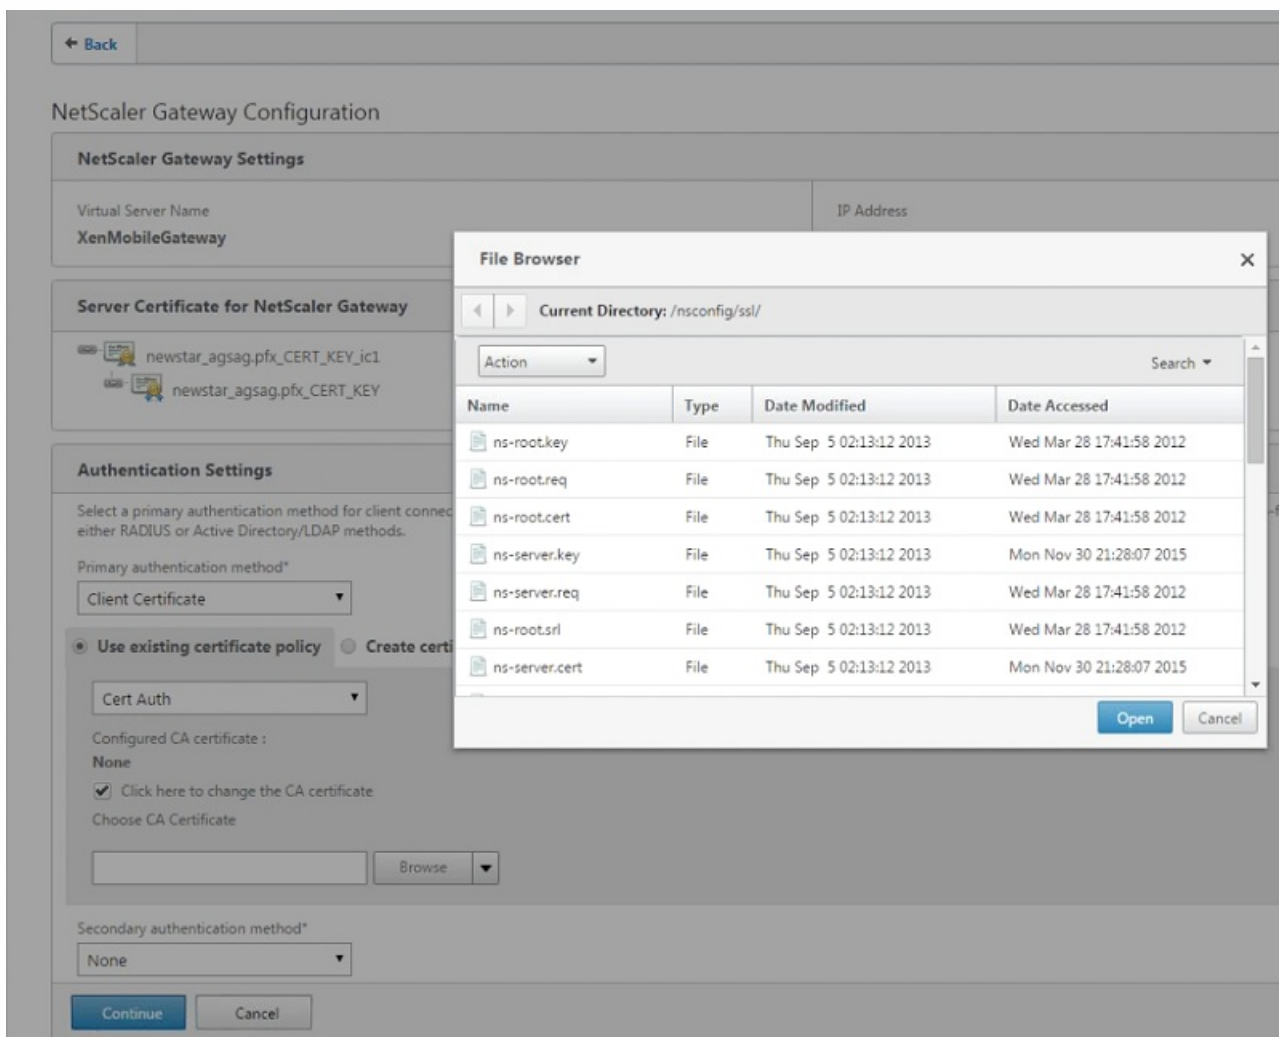 Back
NetScaler Gateway Configuration
NetScaler Gateway Settings
Virtual Server Name
IP Address
XenMobileGateway
Server Certificate for NetScaler Gateway
newstar_agsag.pfx_CERT_KEY_ic1
newstar_agsag.pfx_CERT_KEY
Authentication Settings
Select a primary authentication method for client connec
either RADIUS or Active Directory/LDAP methods.
Primary authentication method*
Client Certificate
Use existing certificate policy Create certi
Cert Auth
Configured CA certificate :
None
Click here to change the CA certificate
Choose CA Certificate
Browse
Secondary authentication method*
None
Continue Cancel
File Browser
Current Directory: /nsconfig/ssl/
Action Search
Name Type Date Modified Date Accessed
ns-root.key File Thu Sep 5 02:13:12 2013 Wed Mar 28 17:41:58 2012
ns-root.req File Thu Sep 5 02:13:12 2013 Wed Mar 28 17:41:58 2012
ns-root.cert File Thu Sep 5 02:13:12 2013 Wed Mar 28 17:41:58 2012
ns-server.key File Thu Sep 5 02:13:12 2013 Mon Nov 30 21:28:07 2015
ns-server.req File Thu Sep 5 02:13:12 2013 Wed Mar 28 17:41:58 2012
ns-root.srl File Thu Sep 5 02:13:12 2013 Wed Mar 28 17:41:58 2012
ns-server.cert File Thu Sep 5 02:13:12 2013 Mon Nov 30 21:28:07 2015
Open Cancel